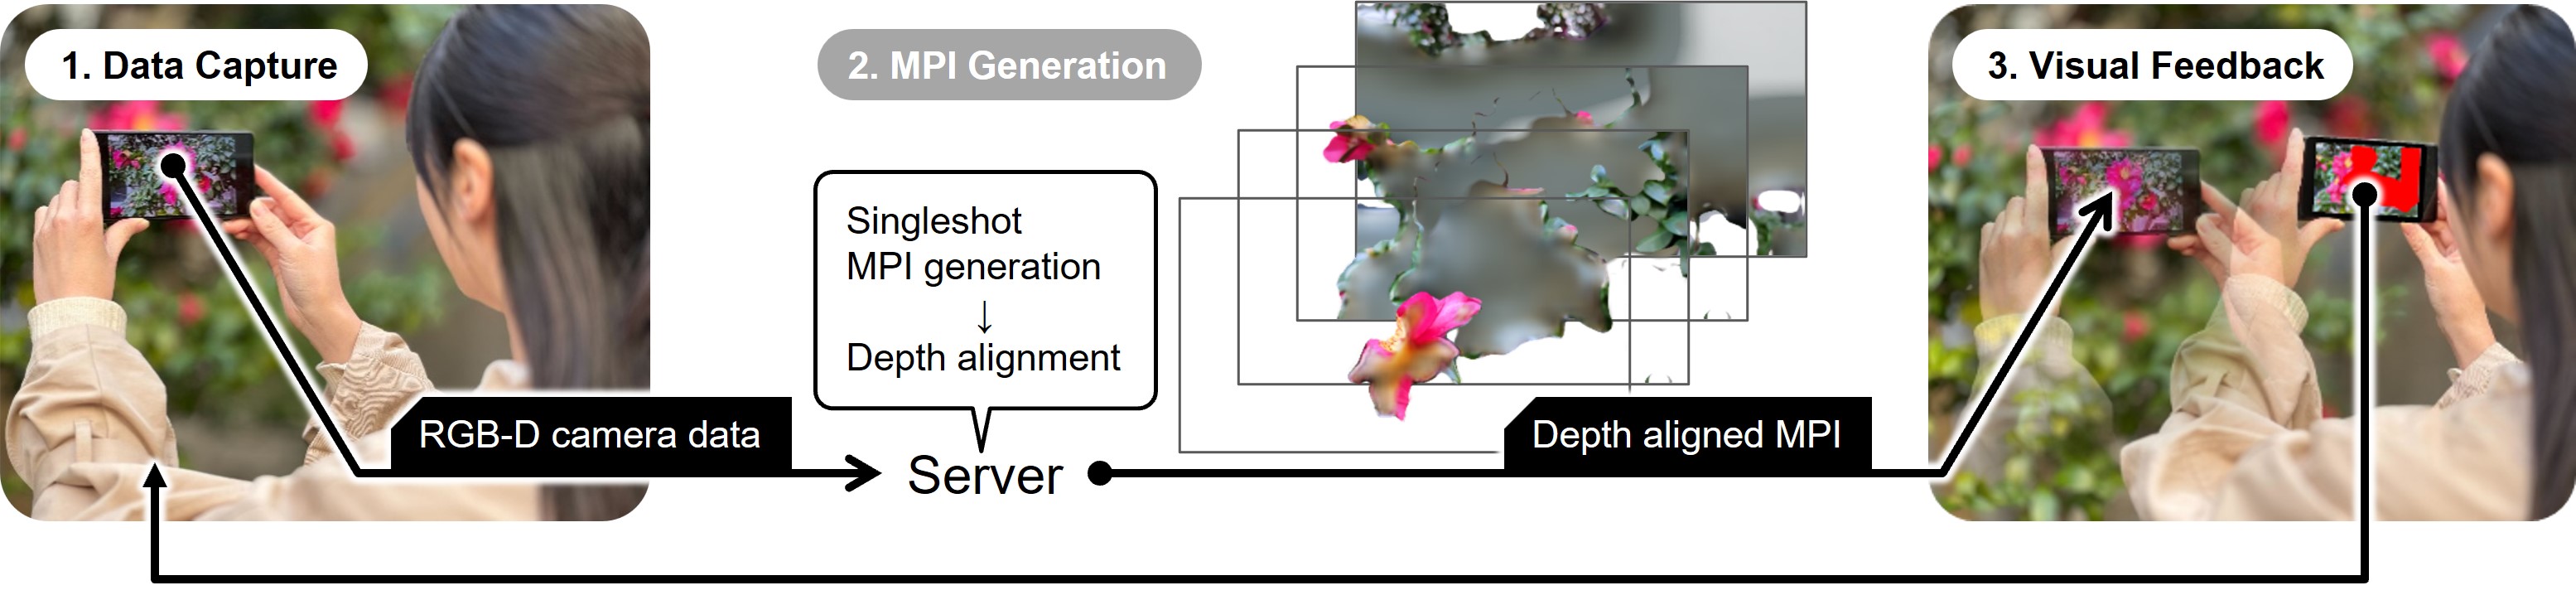 1. Data Capture
2. MPI Generation
3. Visual Feedback
Singleshot
MPI generation
↓
Depth alignment
RGB-D camera data
Server
Depth aligned MPI